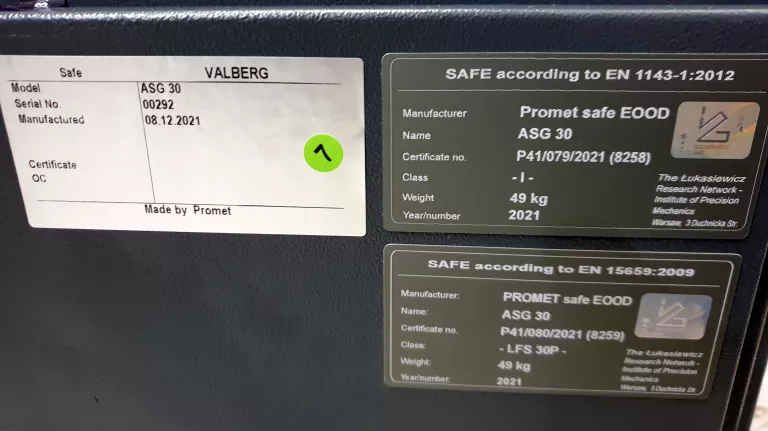 Safe VALBERG
Model ASG 30
Serial No. 00292
Manufactured 08.12.2021
Certificate
OC
Made by Promet
SAFE according to EN 1143-1:2012
Manufacturer Promet safe EOOD
Name ASG 30
Certificate no. P41/079/2021 (8258)
Class - I -
Weight 49 kg
Year/number 2021
The Łukasiewicz
Research Network -
Institute of Precision
Mechanics
Warsaw, 3 Duchnicka Str.
SAFE according to EN 15659:2009
Manufacturer: PROMET safe EOOD
Name: ASG 30
Certificate no. P41/080/2021 (8259)
Class: - LFS 30P -
Weight: 49 kg
Year/number: 2021
The Łukasiewicz
Research Network -
Institute of Precision
Mechanics
Warsaw, 3 Duchnicka Str.